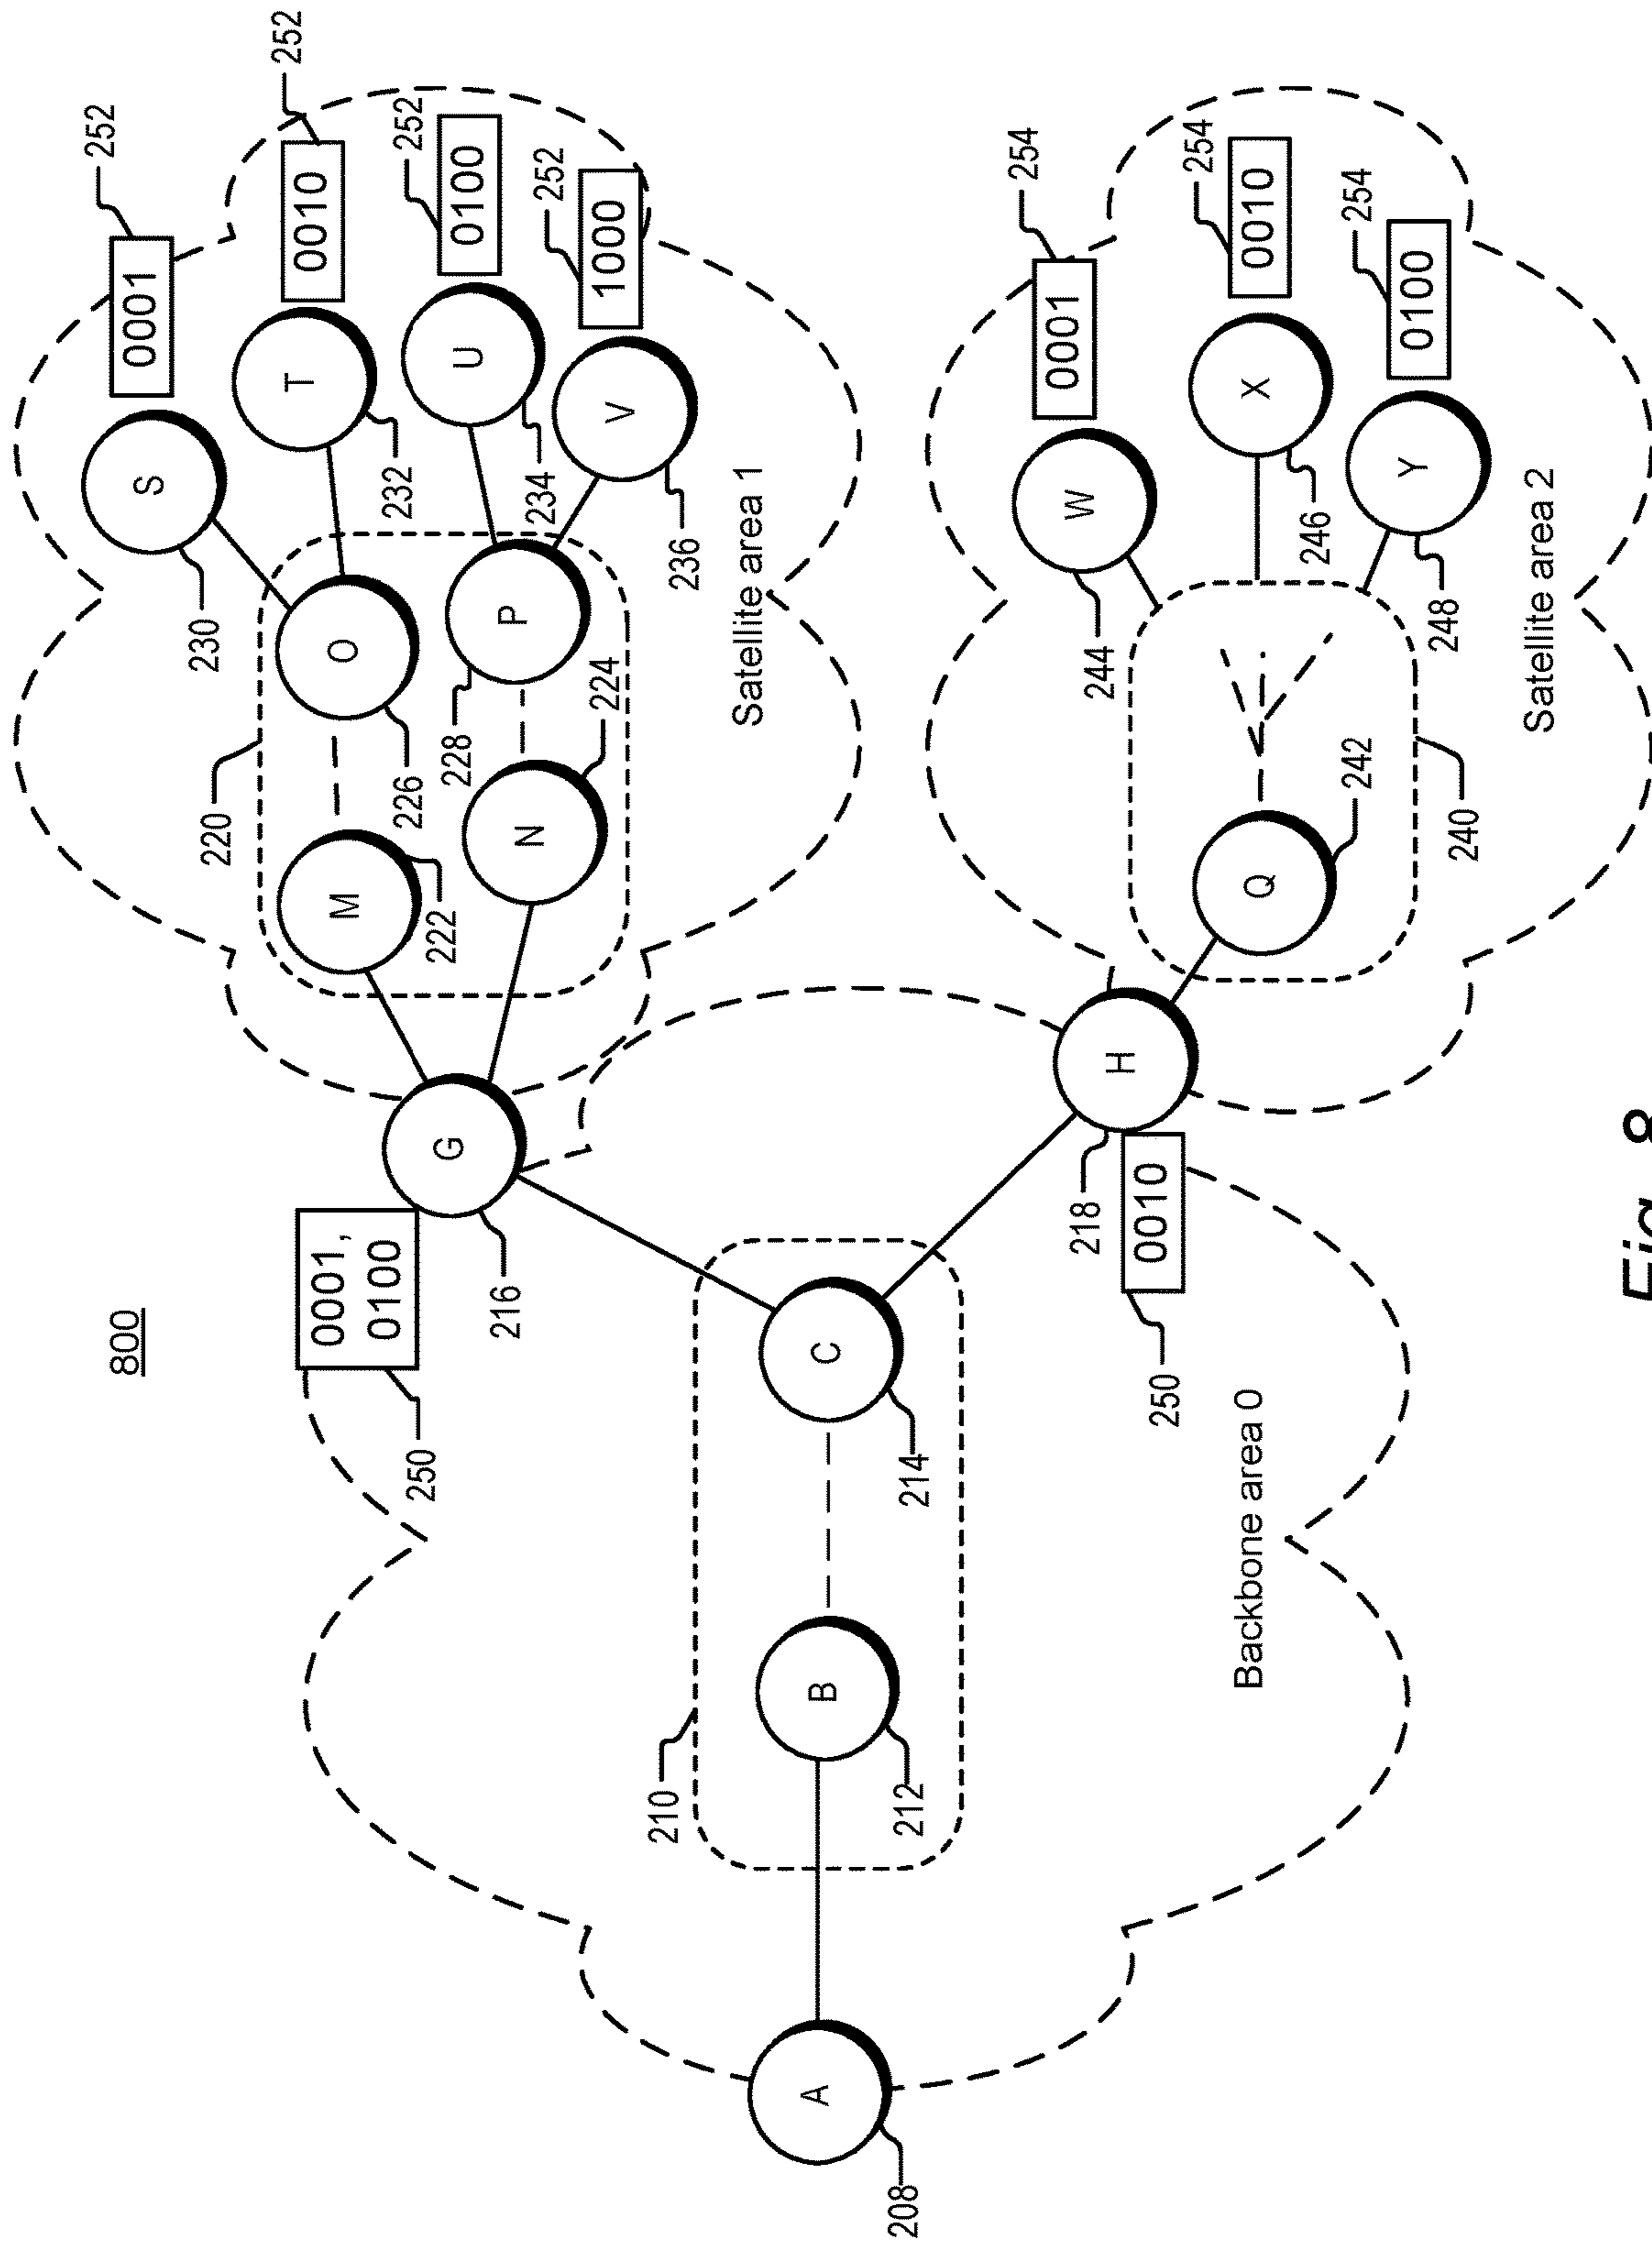 800
252
0001
S
230
220
252
0010
T
0001,
0100
M
O
232
250
226
252
222
G
228
U
0100
216
P
N
234
252
224
V
1000
210
236
Satellite area 1
A
B
C
208
212
214
254
0001
W
218
244
H
0010
250
254
Backbone area 0
Q
X
0010
246
242
254
Y
0100
248
240
Satellite area 2
Fig. 8